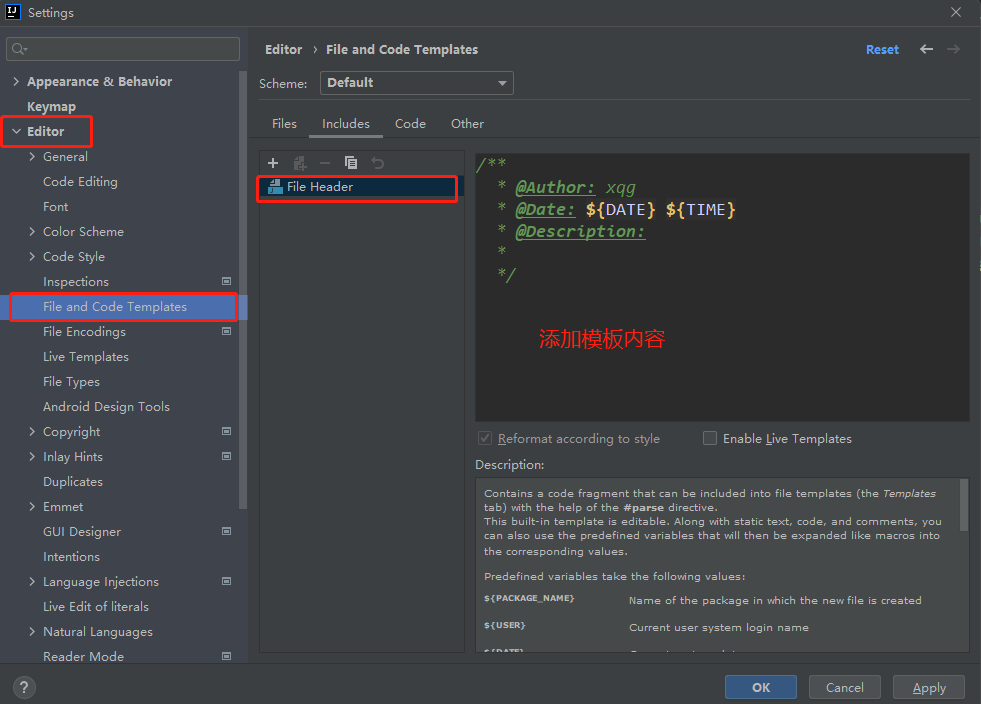 Settings
Appearance & Behavior
Keymap
Editor
General
Code Editing
Font
Color Scheme
Code Style
Inspections
File and Code Templates
File Encodings
Live Templates
File Types
Android Design Tools
Copyright
Inlay Hints
Duplicates
Emmet
GUI Designer
Intentions
Language Injections
Live Edit of literals
Natural Languages
Reader Mode
Editor › File and Code Templates
Reset
Scheme: Default
Files Includes Code Other
File Header
/**
* @Author: xqg
* @Date: ${DATE} ${TIME}
* @Description:
*
*/
添加模板内容
Reformat according to style
Enable Live Templates
Description:
Contains a code fragment that can be included into file templates (the Templates
tab) with the help of the #parse directive.
This built-in template is editable. Along with static text, code, and comments, you
can also use the predefined variables that will then be expanded like macros into
the corresponding values.
Predefined variables take the following values:
${PACKAGE_NAME} Name of the package in which the new file is created
${USER} Current user system login name
? OK Cancel Apply